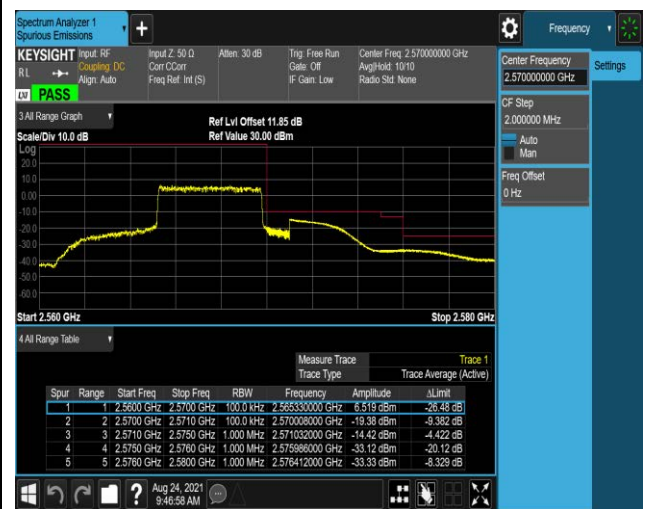 Spectrum Analyzer 1
Spurious Emissions
Frequency
KEYSIGHT
Input: RF
Input Z: 50 Ω
Atten: 30 dB
Trig: Free Run
Center Freq: 2.570000000 GHz
RL
Coupling: DC
Corr CCorr
Gate: Off
Avg|Hold: 10/10
Align: Auto
Freq Ref: Int (S)
IF Gain: Low
Radio Std: None
LXI
PASS
Center Frequency
2.570000000 GHz
Settings
CF Step
2.000000 MHz
Auto
Man
Freq Offset
0 Hz
3 All Range Graph
Ref Lvl Offset 11.85 dB
Scale/Div 10.0 dB
Ref Value 30.00 dBm
Log
20.0
10.0
0.00
-10.0
-20.0
-30.0
-40.0
-50.0
-60.0
Start 2.560 GHz
Stop 2.580 GHz
4 All Range Table
Measure Trace Trace 1
Trace Type Trace Average (Active)
Spur Range Start Freq Stop Freq RBW Frequency Amplitude ΔLimit
1 1 2.5600 GHz 2.5700 GHz 100.0 kHz 2.565330000 GHz 6.519 dBm -26.48 dB
2 2 2.5700 GHz 2.5710 GHz 100.0 kHz 2.570008000 GHz -19.38 dBm -9.382 dB
3 3 2.5710 GHz 2.5750 GHz 1.000 MHz 2.571032000 GHz -14.42 dBm -4.422 dB
4 4 2.5750 GHz 2.5760 GHz 1.000 MHz 2.575986000 GHz -33.12 dBm -20.12 dB
5 5 2.5760 GHz 2.5800 GHz 1.000 MHz 2.576412000 GHz -33.33 dBm -8.329 dB
Aug 24, 2021
9:46:58 AM